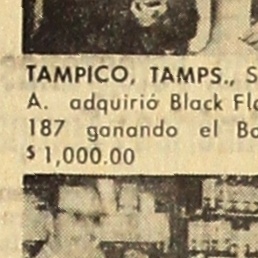 TAMPICO, TAMPS., S
A. adquirió Black Fl
187 ganando el Bo
$ 1,000.00